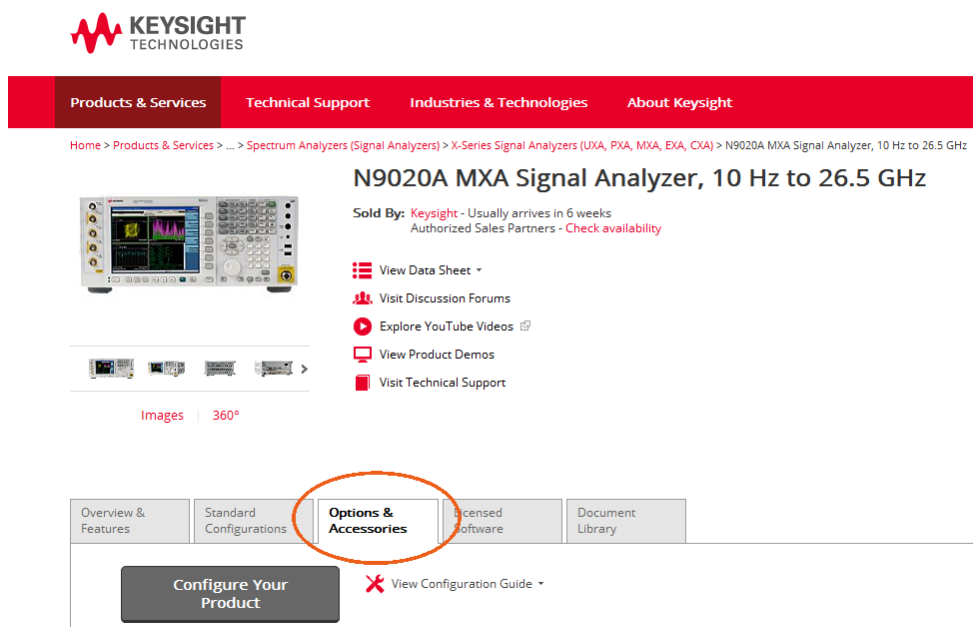 KEYSIGHT
TECHNOLOGIES
Products & Services
Technical Support
Industries & Technologies
About Keysight
Home > Products & Services > ... > Spectrum Analyzers (Signal Analyzers) > X-Series Signal Analyzers (UXA, PXA, MXA, EXA, CXA) > N9020A MXA Signal Analyzer, 10 Hz to 26.5 GHz
N9020A MXA Signal Analyzer, 10 Hz to 26.5 GHz
Sold By: Keysight - Usually arrives in 6 weeks
Authorized Sales Partners - Check availability
View Data Sheet
Visit Discussion Forums
Explore YouTube Videos
View Product Demos
Visit Technical Support
Images | 360°
Overview &
Features
Standard
Configurations
Options &
Accessories
Licensed
Software
Document
Library
Configure Your
Product
View Configuration Guide